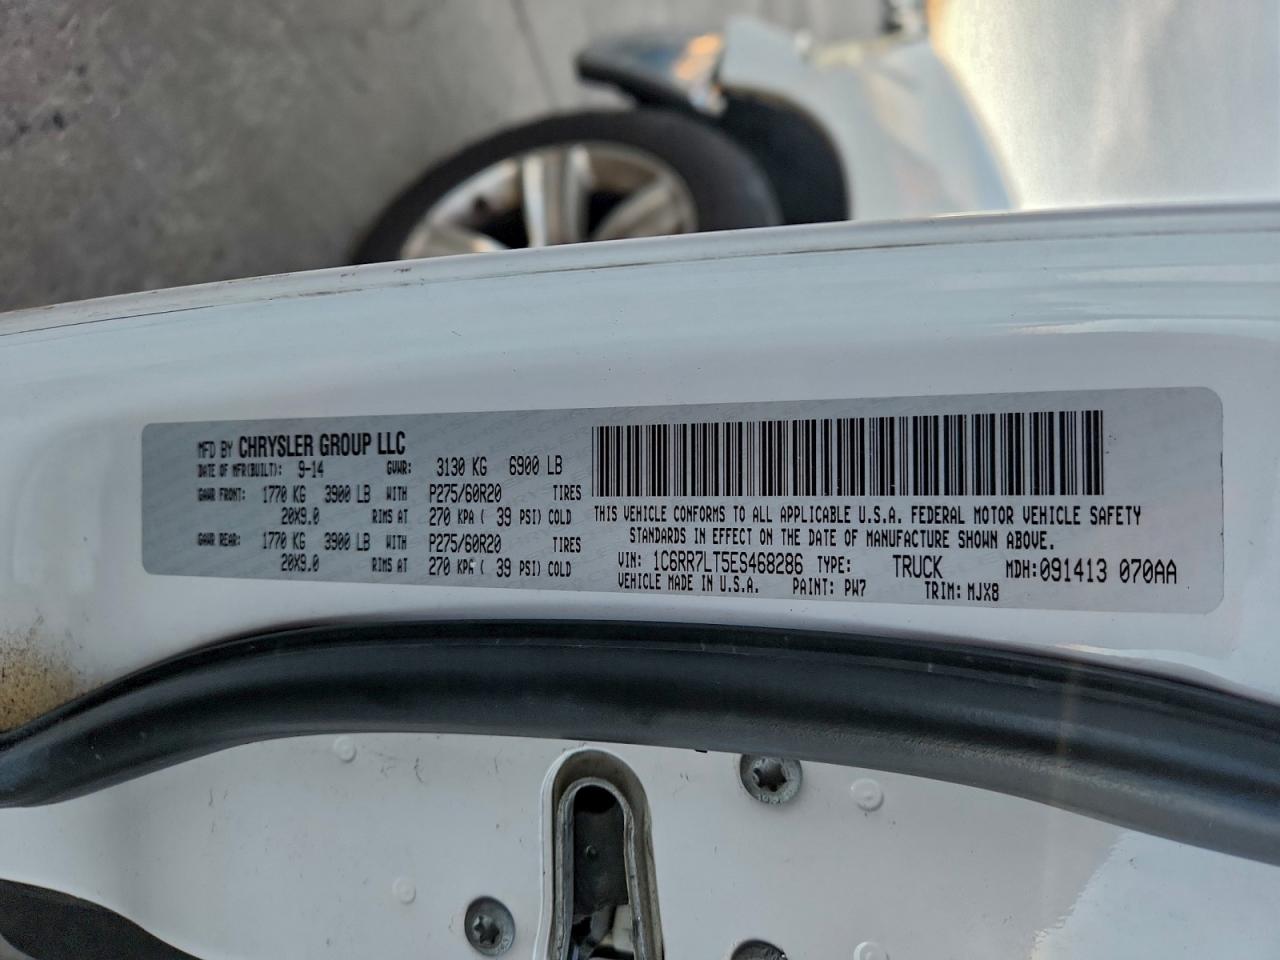 MFD BY CHRYSLER GROUP LLC
DATE OF MFR(BUILT): 9-14 GVWR: 3130 KG 6900 LB
GAWR FRONT: 1770 KG 3900 LB WITH P275/60R20 TIRES
20X9.0 RIMS AT 270 KPA ( 39 PSI) COLD
GAWR REAR: 1770 KG 3900 LB WITH P275/60R20 TIRES
20X9.0 RIMS AT 270 KPA ( 39 PSI) COLD
THIS VEHICLE CONFORMS TO ALL APPLICABLE U.S.A. FEDERAL MOTOR VEHICLE SAFETY
STANDARDS IN EFFECT ON THE DATE OF MANUFACTURE SHOWN ABOVE.
VIN: 1C6RR7LT5ES468286 TYPE: TRUCK MDH:091413 070AA
VEHICLE MADE IN U.S.A. PAINT: PW7 TRIM: MJX8